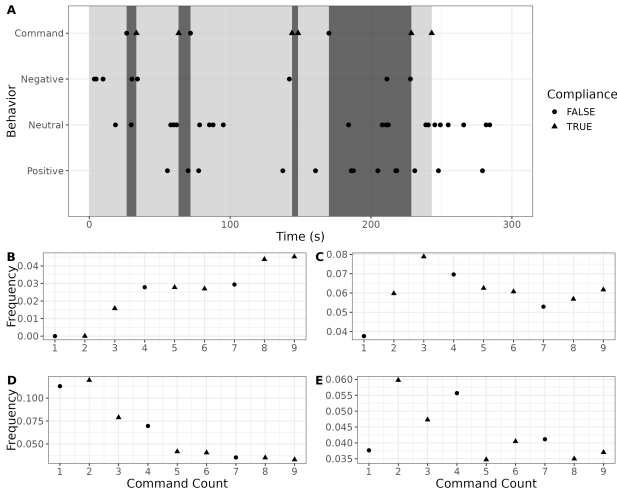 A
Command
Negative
Neutral
Positive
Behavior
0 100 200 300
Time (s)
Compliance
FALSE
TRUE
B
Frequency
0.04
0.03
0.02
0.01
0.00
1 2 3 4 5 6 7 8 9
C
0.08
0.07
0.06
0.05
0.04
1 2 3 4 5 6 7 8 9
D
Frequency
0.100
0.075
0.050
1 2 3 4 5 6 7 8 9
Command Count
E
0.060
0.055
0.050
0.045
0.040
0.035
1 2 3 4 5 6 7 8 9
Command Count